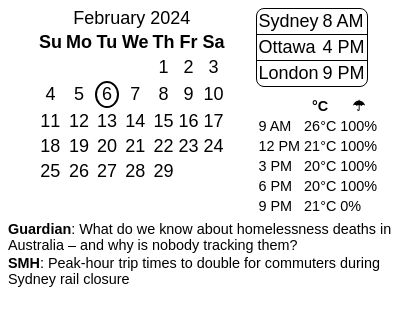 February 2024
Su Mo Tu We Th Fr Sa
1 2 3
4 5 6 7 8 9 10
11 12 13 14 15 16 17
18 19 20 21 22 23 24
25 26 27 28 29
Sydney 8 AM
Ottawa 4 PM
London 9 PM
°C ☂
9 AM 26°C 100%
12 PM 21°C 100%
3 PM 20°C 100%
6 PM 20°C 100%
9 PM 21°C 0%
Guardian: What do we know about homelessness deaths in
Australia – and why is nobody tracking them?
SMH: Peak-hour trip times to double for commuters during
Sydney rail closure